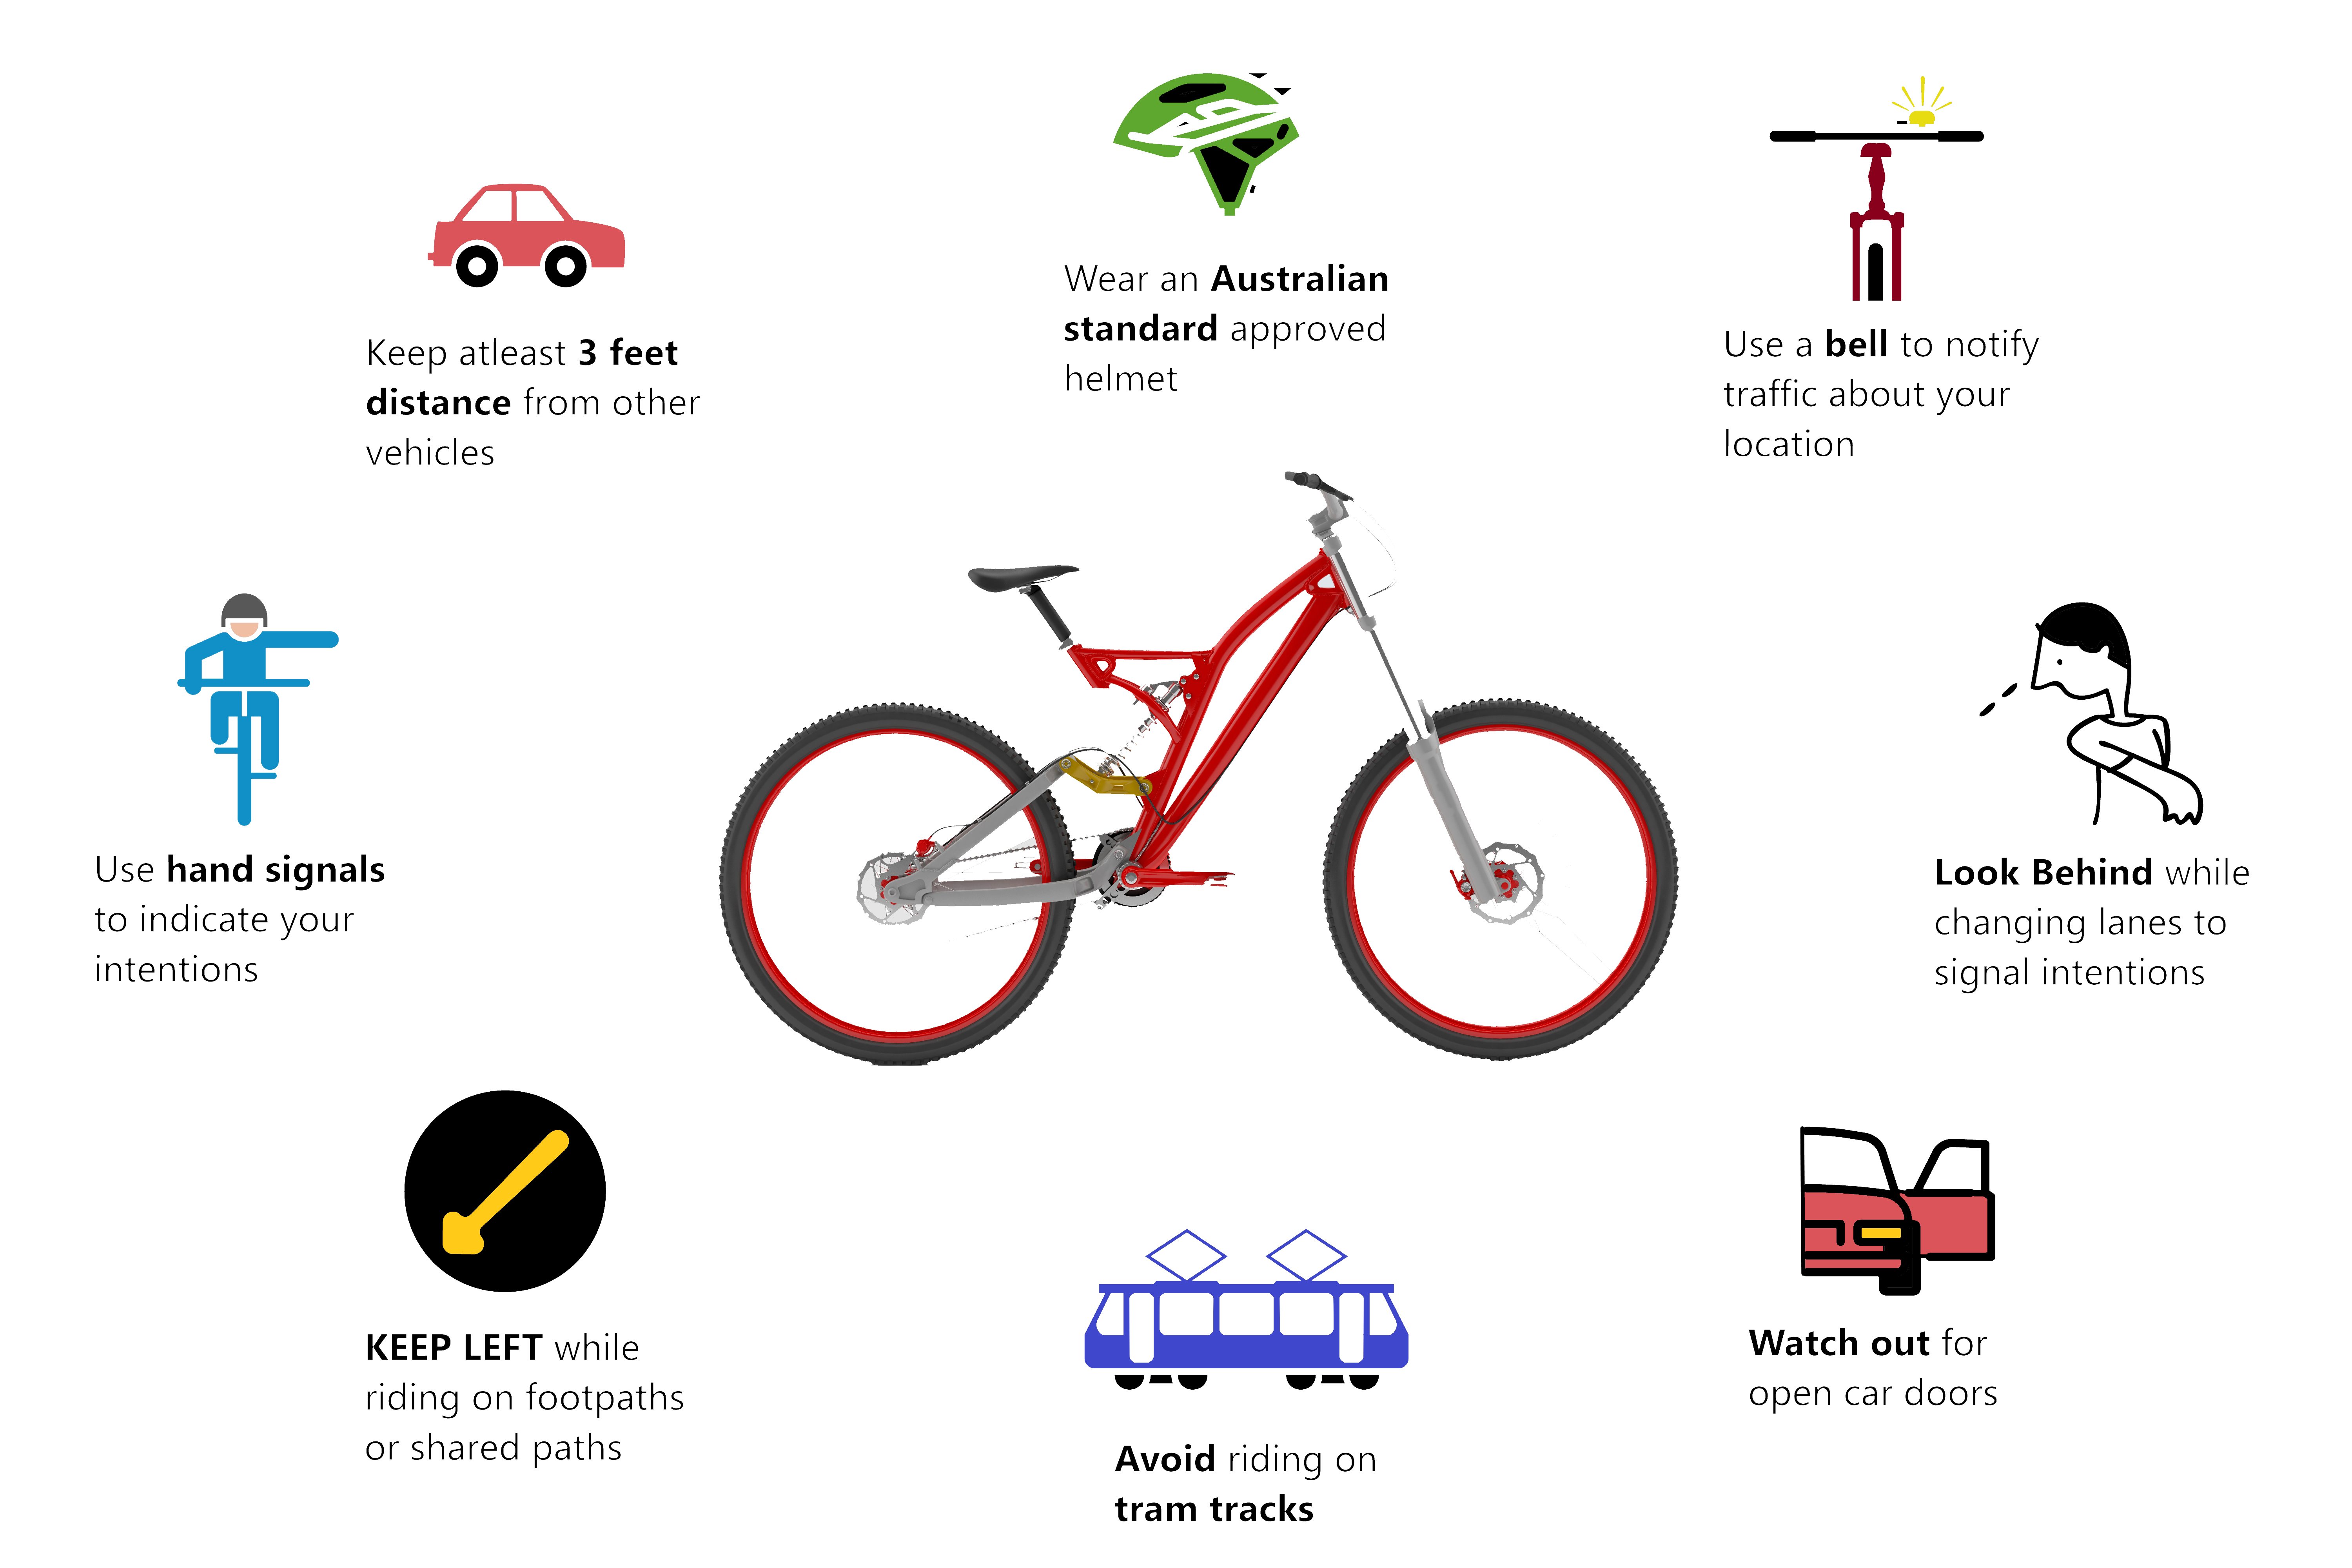 Wear an Australian
standard approved
helmet
Use a bell to notify
traffic about your
location
Keep atleast 3 feet
distance from other
vehicles
Use hand signals
to indicate your
intentions
Look Behind while
changing lanes to
signal intentions
KEEP LEFT while
riding on footpaths
or shared paths
Watch out for
open car doors
Avoid riding on
tram tracks